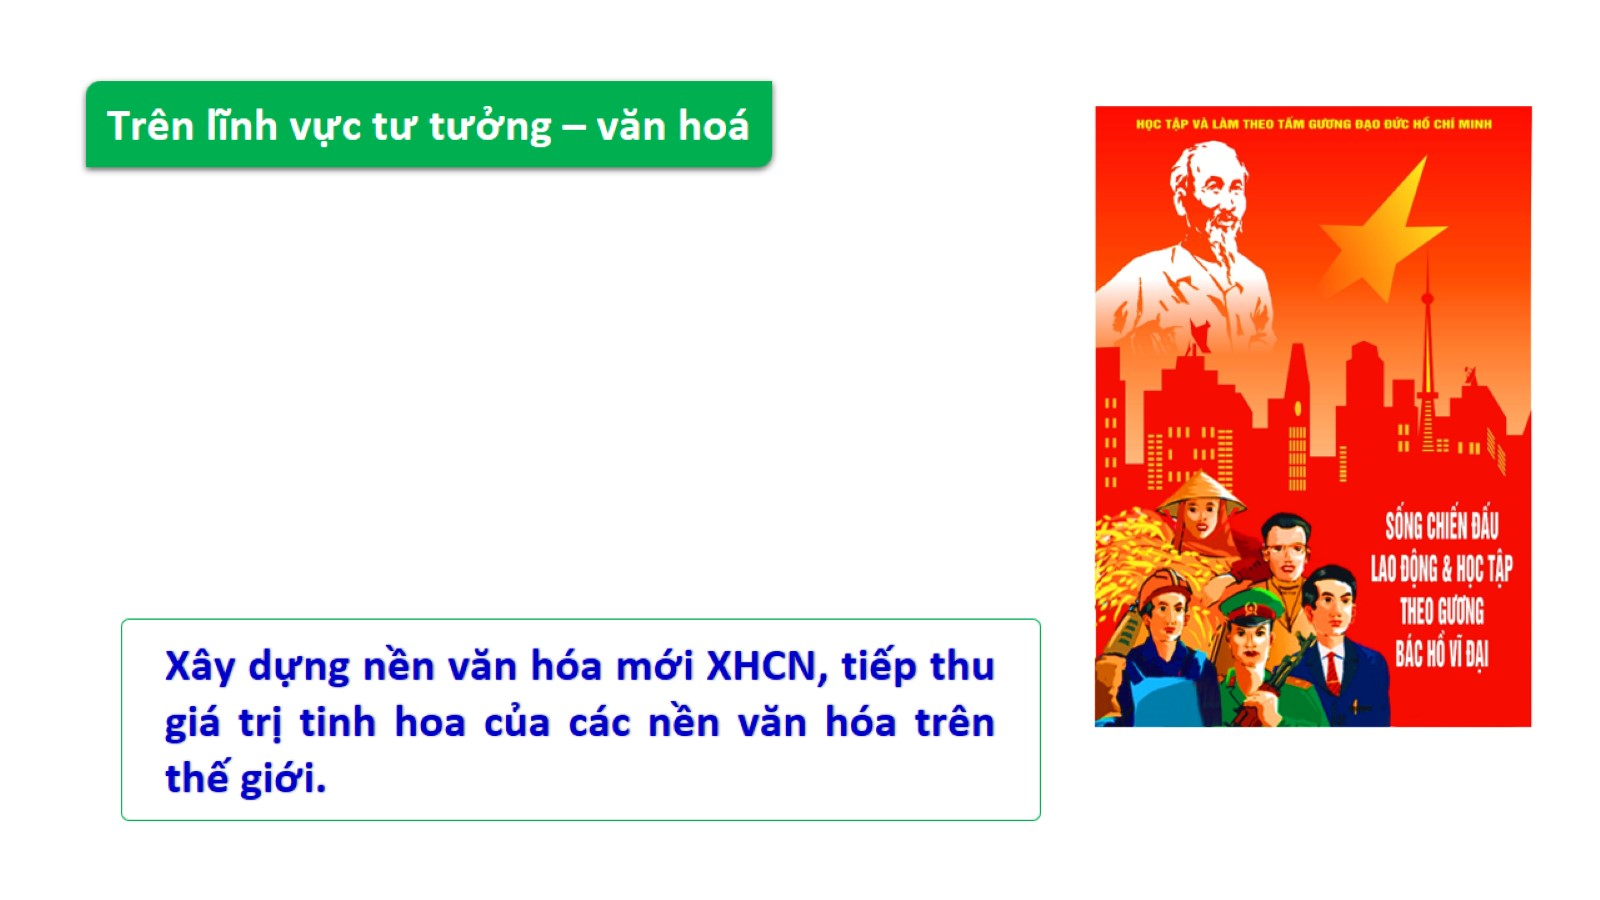 Trên lĩnh vực tư tưởng – văn hoá
HỌC TẬP VÀ LÀM THEO TẤM GƯƠNG ĐẠO ĐỨC HỒ CHÍ MINH
SỐNG CHIẾN ĐẤU
LAO ĐỘNG & HỌC TẬP
THEO GƯƠNG
BÁC HỒ VĨ ĐẠI
Xây dựng nền văn hóa mới XHCN, tiếp thu
giá trị tinh hoa của các nền văn hóa trên
thế giới.